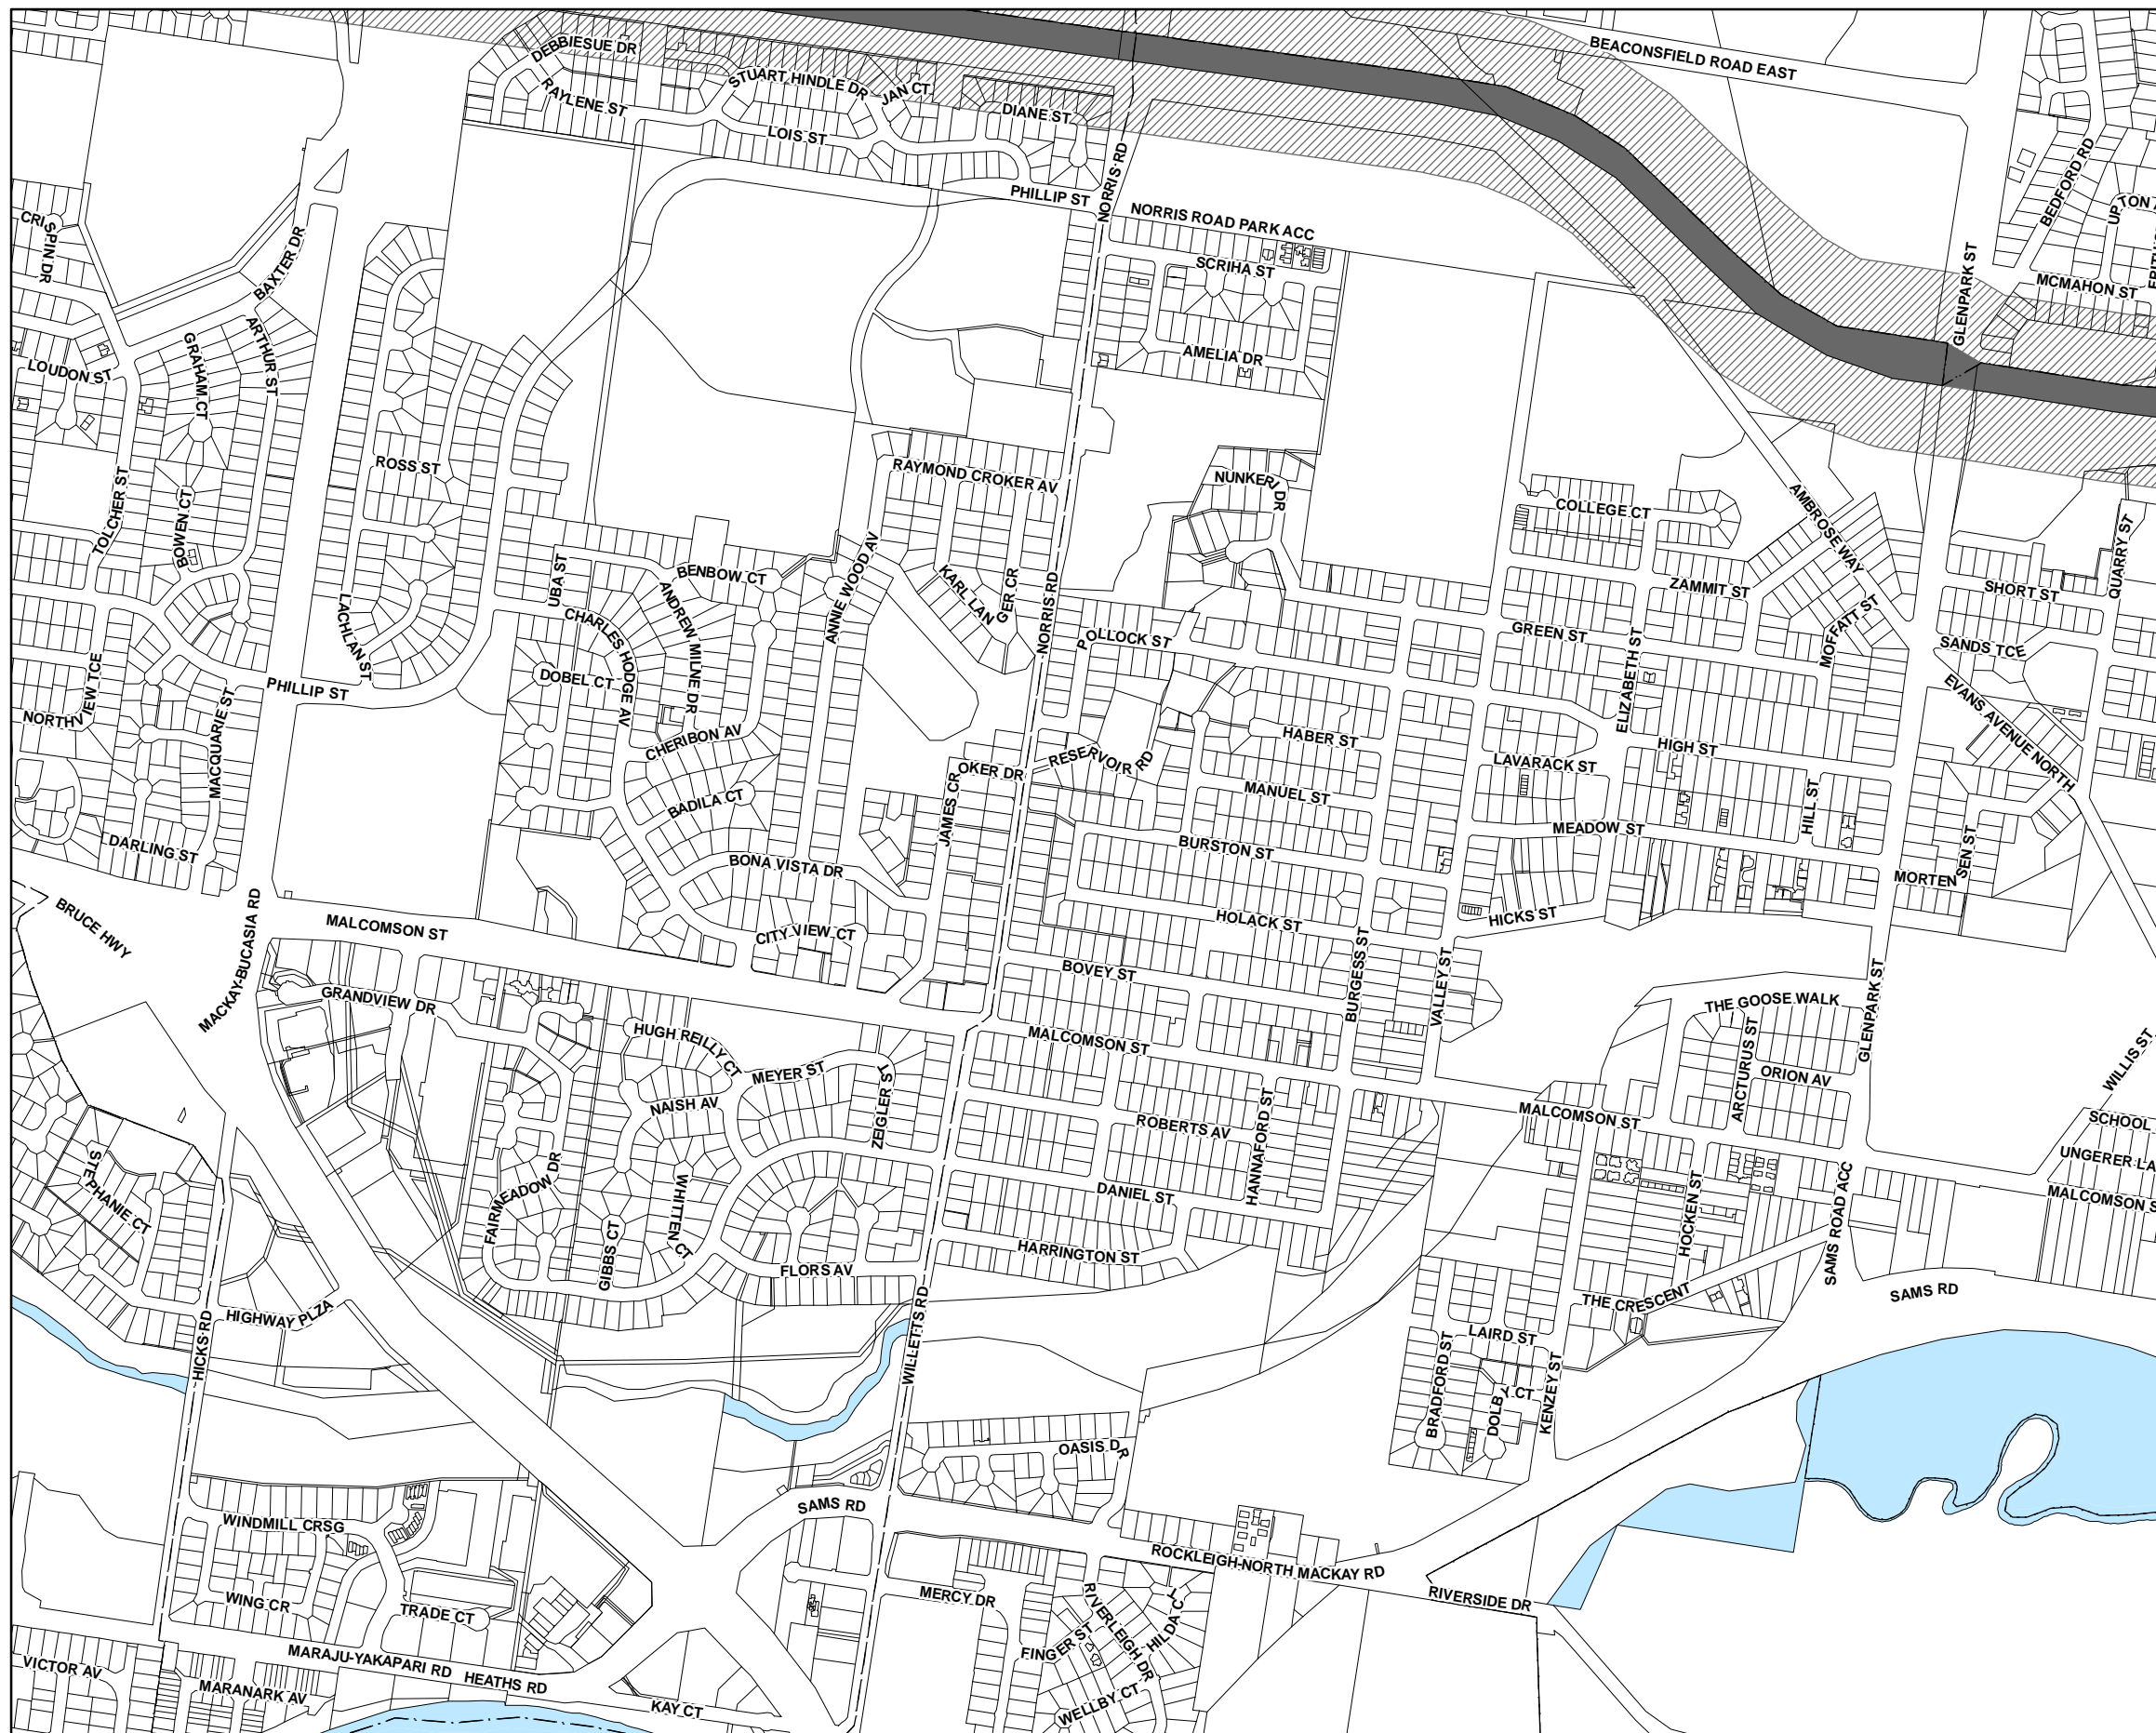 DEBBIESUE DR
BEACONSFIELD ROAD EAST
STUART HINDLE DR
JAN CT
RAYLENE ST
DIANE ST
LOIS ST
NORRIS RD
BEDFORD RD
PHILLIP ST
NORRIS ROAD PARK ACC
CRISPIN DR
BAXTER DR
SCRIHA ST
GLENPARK ST
MCMAHON ST
GRAHAM CT
ARTHUR ST
LOUDON ST
AMELIA DR
ROSS ST
RAYMOND CROKER AV
NUNKERI DR
TOLCHER ST
BOWEN CT
COLLEGE CT
AMBROSE WAY
QUARRY ST
UBA ST
BENBOW CT
ANNIE WOOD AV
KARL LANGER CR
NORRIS RD
ZAMMIT ST
SHORT ST
LACHLAN ST
CHARLES HODGE AV
ANDREW MILNE DR
POLLOCK ST
GREEN ST
ELIZABETH ST
MOFFATT ST
SANDS TCE
DOBEL CT
PHILLIP ST
NORTHVIEW TCE
MACQUARIE ST
EVANS AVENUE NORTH
CHERIBON AV
HABER ST
HIGH ST
RESERVOIR RD
LAVARACK ST
OKER DR
JAMES CR
BADILA CT
MANUEL ST
HILL ST
MEADOW ST
DARLING ST
BURSTON ST
BONA VISTA DR
MORTENSEN ST
BRUCE HWY
MACKAY-BUCASIA RD
MALCOMSON ST
CITY VIEW CT
HOLACK ST
HICKS ST
BOVEY ST
BURGESS ST
VALLEY ST
GRANDVIEW DR
THE GOOSE WALK
GLENPARK ST
HUGH REILLY CT
MALCOMSON ST
ARCTURUS ST
ORION AV
WILLIS ST
MEYER ST
ZEIGLER ST
NAISH AV
ROBERTS AV
HANNAFORD ST
MALCOMSON ST
SCHOOL
STEPHANIE CT
FAIRMEADOW DR
WHITTEN CT
GIBBS CT
DANIEL ST
HOCKEN ST
SAMS ROAD ACC
MALCOMSON S
HARRINGTON ST
FLORS AV
SAMS RD
THE CRESCENT
HIGHWAY PLZA
HICKS RD
WILLETTS RD
LAIRD ST
BRADFORD ST
DOLBY CT
KENZEY ST
OASIS DR
SAMS RD
WINDMILL CRSG
ROCKLEIGH-NORTH MACKAY RD
RIVERSIDE DR
WING CR
TRADE CT
MERCY DR
RIVERLEIGH DR
HILDA CT
FINGER ST
MARAJU-YAKAPARI RD
HEATHS RD
VICTOR AV
MARANARK AV
KAY CT
WELLBY CT